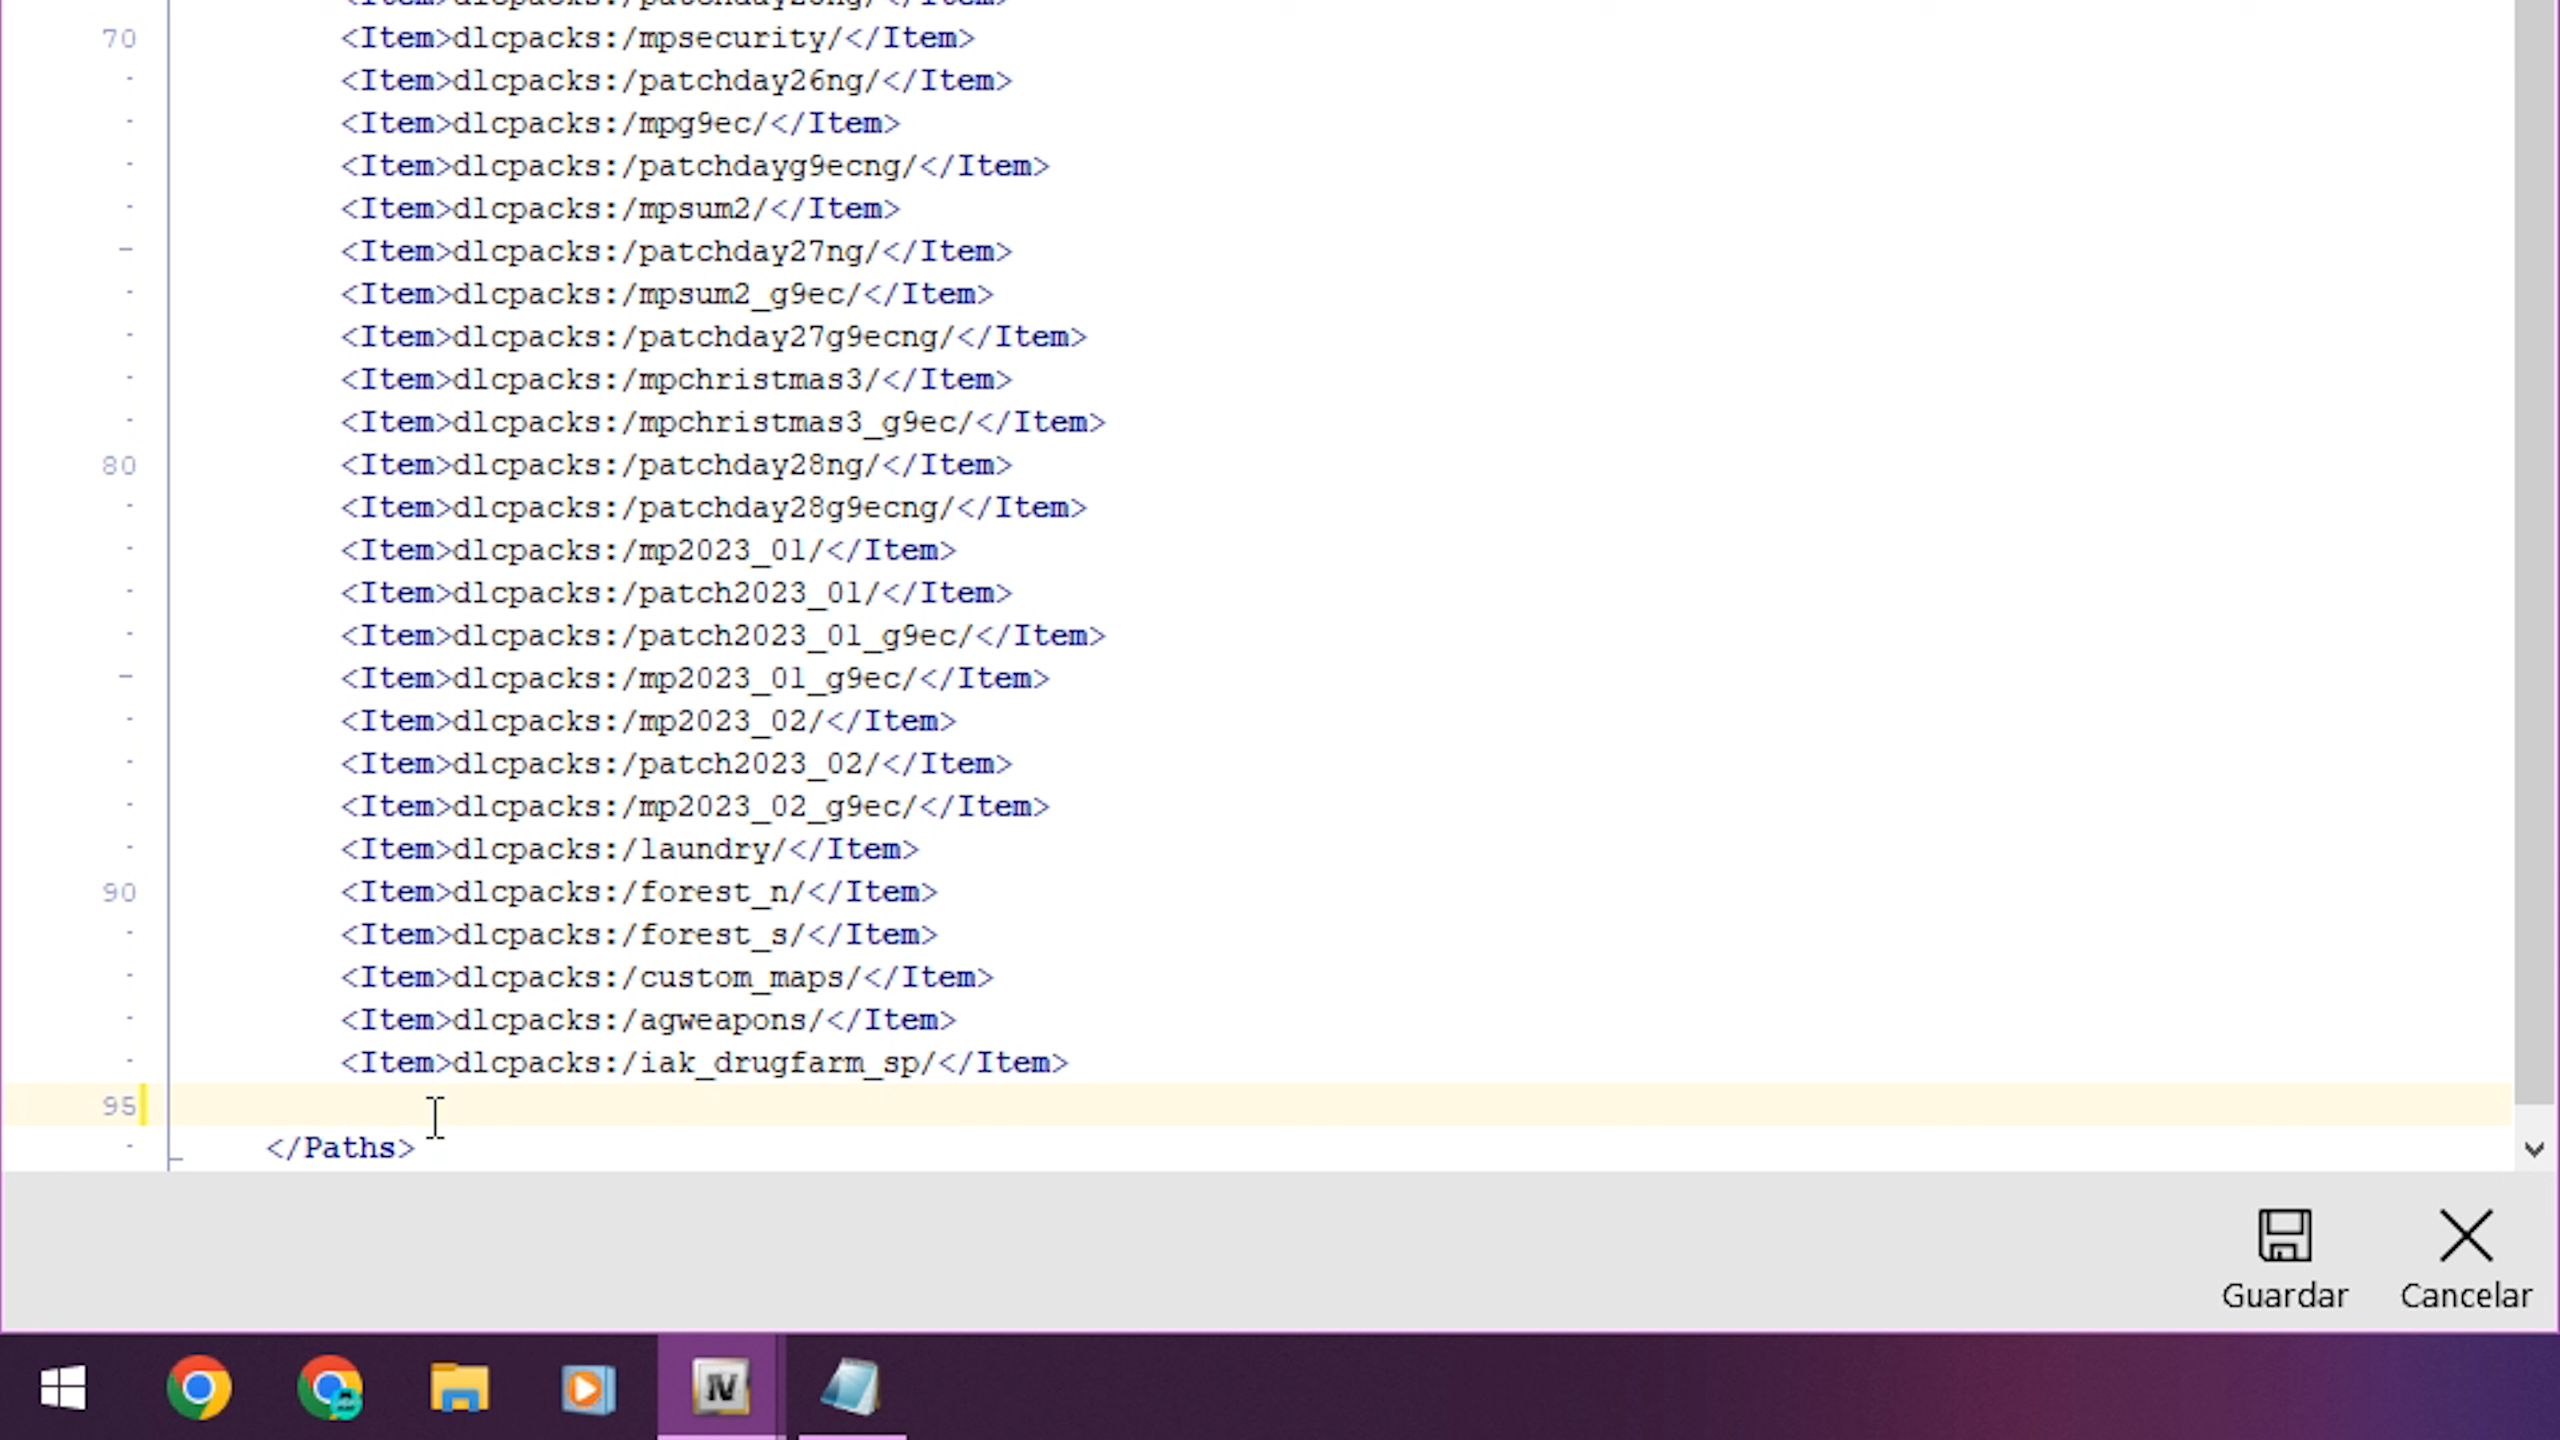 70 <Item>dlcpacks:/mpsecurity/</Item>
<Item>dlcpacks:/patchday26ng/</Item>
<Item>dlcpacks:/mpg9ec/</Item>
<Item>dlcpacks:/patchdayg9ecng/</Item>
<Item>dlcpacks:/mpsum2/</Item>
<Item>dlcpacks:/patchday27ng/</Item>
<Item>dlcpacks:/mpsum2_g9ec/</Item>
<Item>dlcpacks:/patchday27g9ecng/</Item>
<Item>dlcpacks:/mpchristmas3/</Item>
<Item>dlcpacks:/mpchristmas3_g9ec/</Item>
80 <Item>dlcpacks:/patchday28ng/</Item>
<Item>dlcpacks:/patchday28g9ecng/</Item>
<Item>dlcpacks:/mp2023_01/</Item>
<Item>dlcpacks:/patch2023_01/</Item>
<Item>dlcpacks:/patch2023_01_g9ec/</Item>
<Item>dlcpacks:/mp2023_01_g9ec/</Item>
<Item>dlcpacks:/mp2023_02/</Item>
<Item>dlcpacks:/patch2023_02/</Item>
<Item>dlcpacks:/mp2023_02_g9ec/</Item>
<Item>dlcpacks:/laundry/</Item>
90 <Item>dlcpacks:/forest_n/</Item>
<Item>dlcpacks:/forest_s/</Item>
<Item>dlcpacks:/custom_maps/</Item>
<Item>dlcpacks:/agweapons/</Item>
<Item>dlcpacks:/iak_drugfarm_sp/</Item>
95
</Paths>
Guardar Cancelar
IV